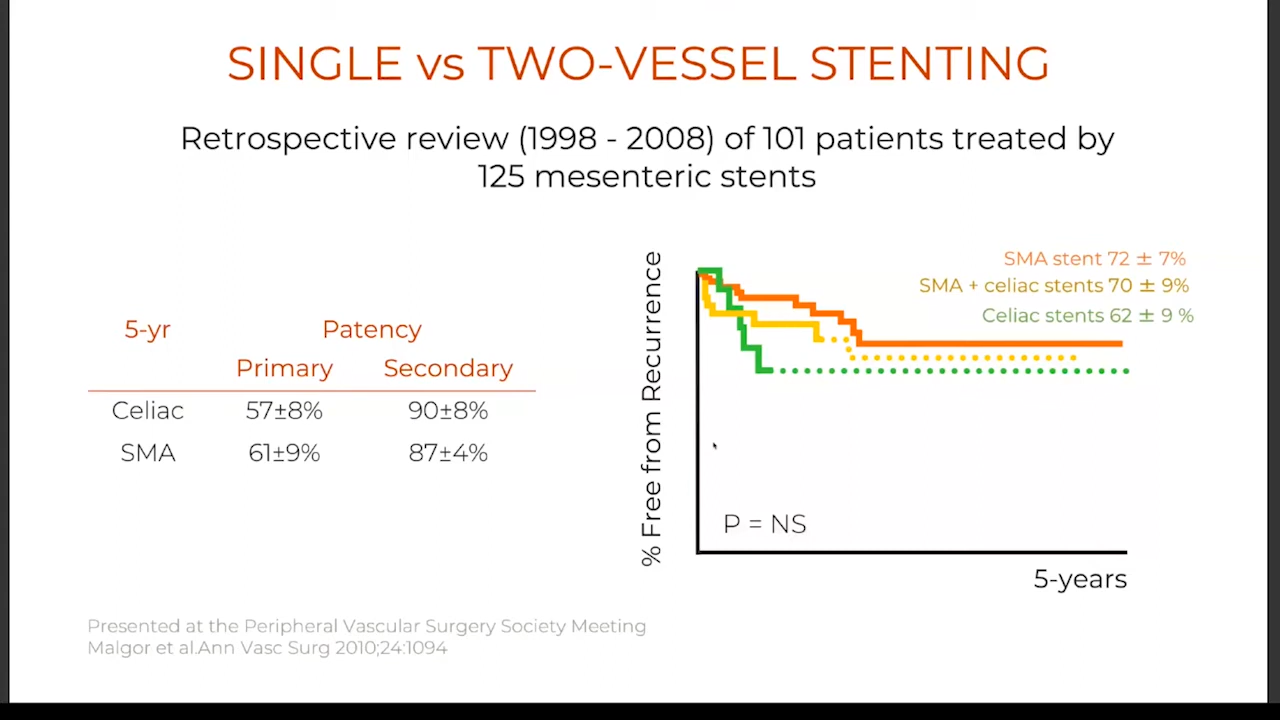 SINGLE vs TWO-VESSEL STENTING
Retrospective review (1998 - 2008) of 101 patients treated by
125 mesenteric stents
5-yr Patency
Primary Secondary
Celiac 57±8% 90±8%
SMA 61±9% 87±4%
% Free from Recurrence
SMA stent 72 ± 7%
SMA + celiac stents 70 ± 9%
Celiac stents 62 ± 9 %
P = NS
5-years
Presented at the Peripheral Vascular Surgery Society Meeting
Malgor et al.Ann Vasc Surg 2010;24:1094